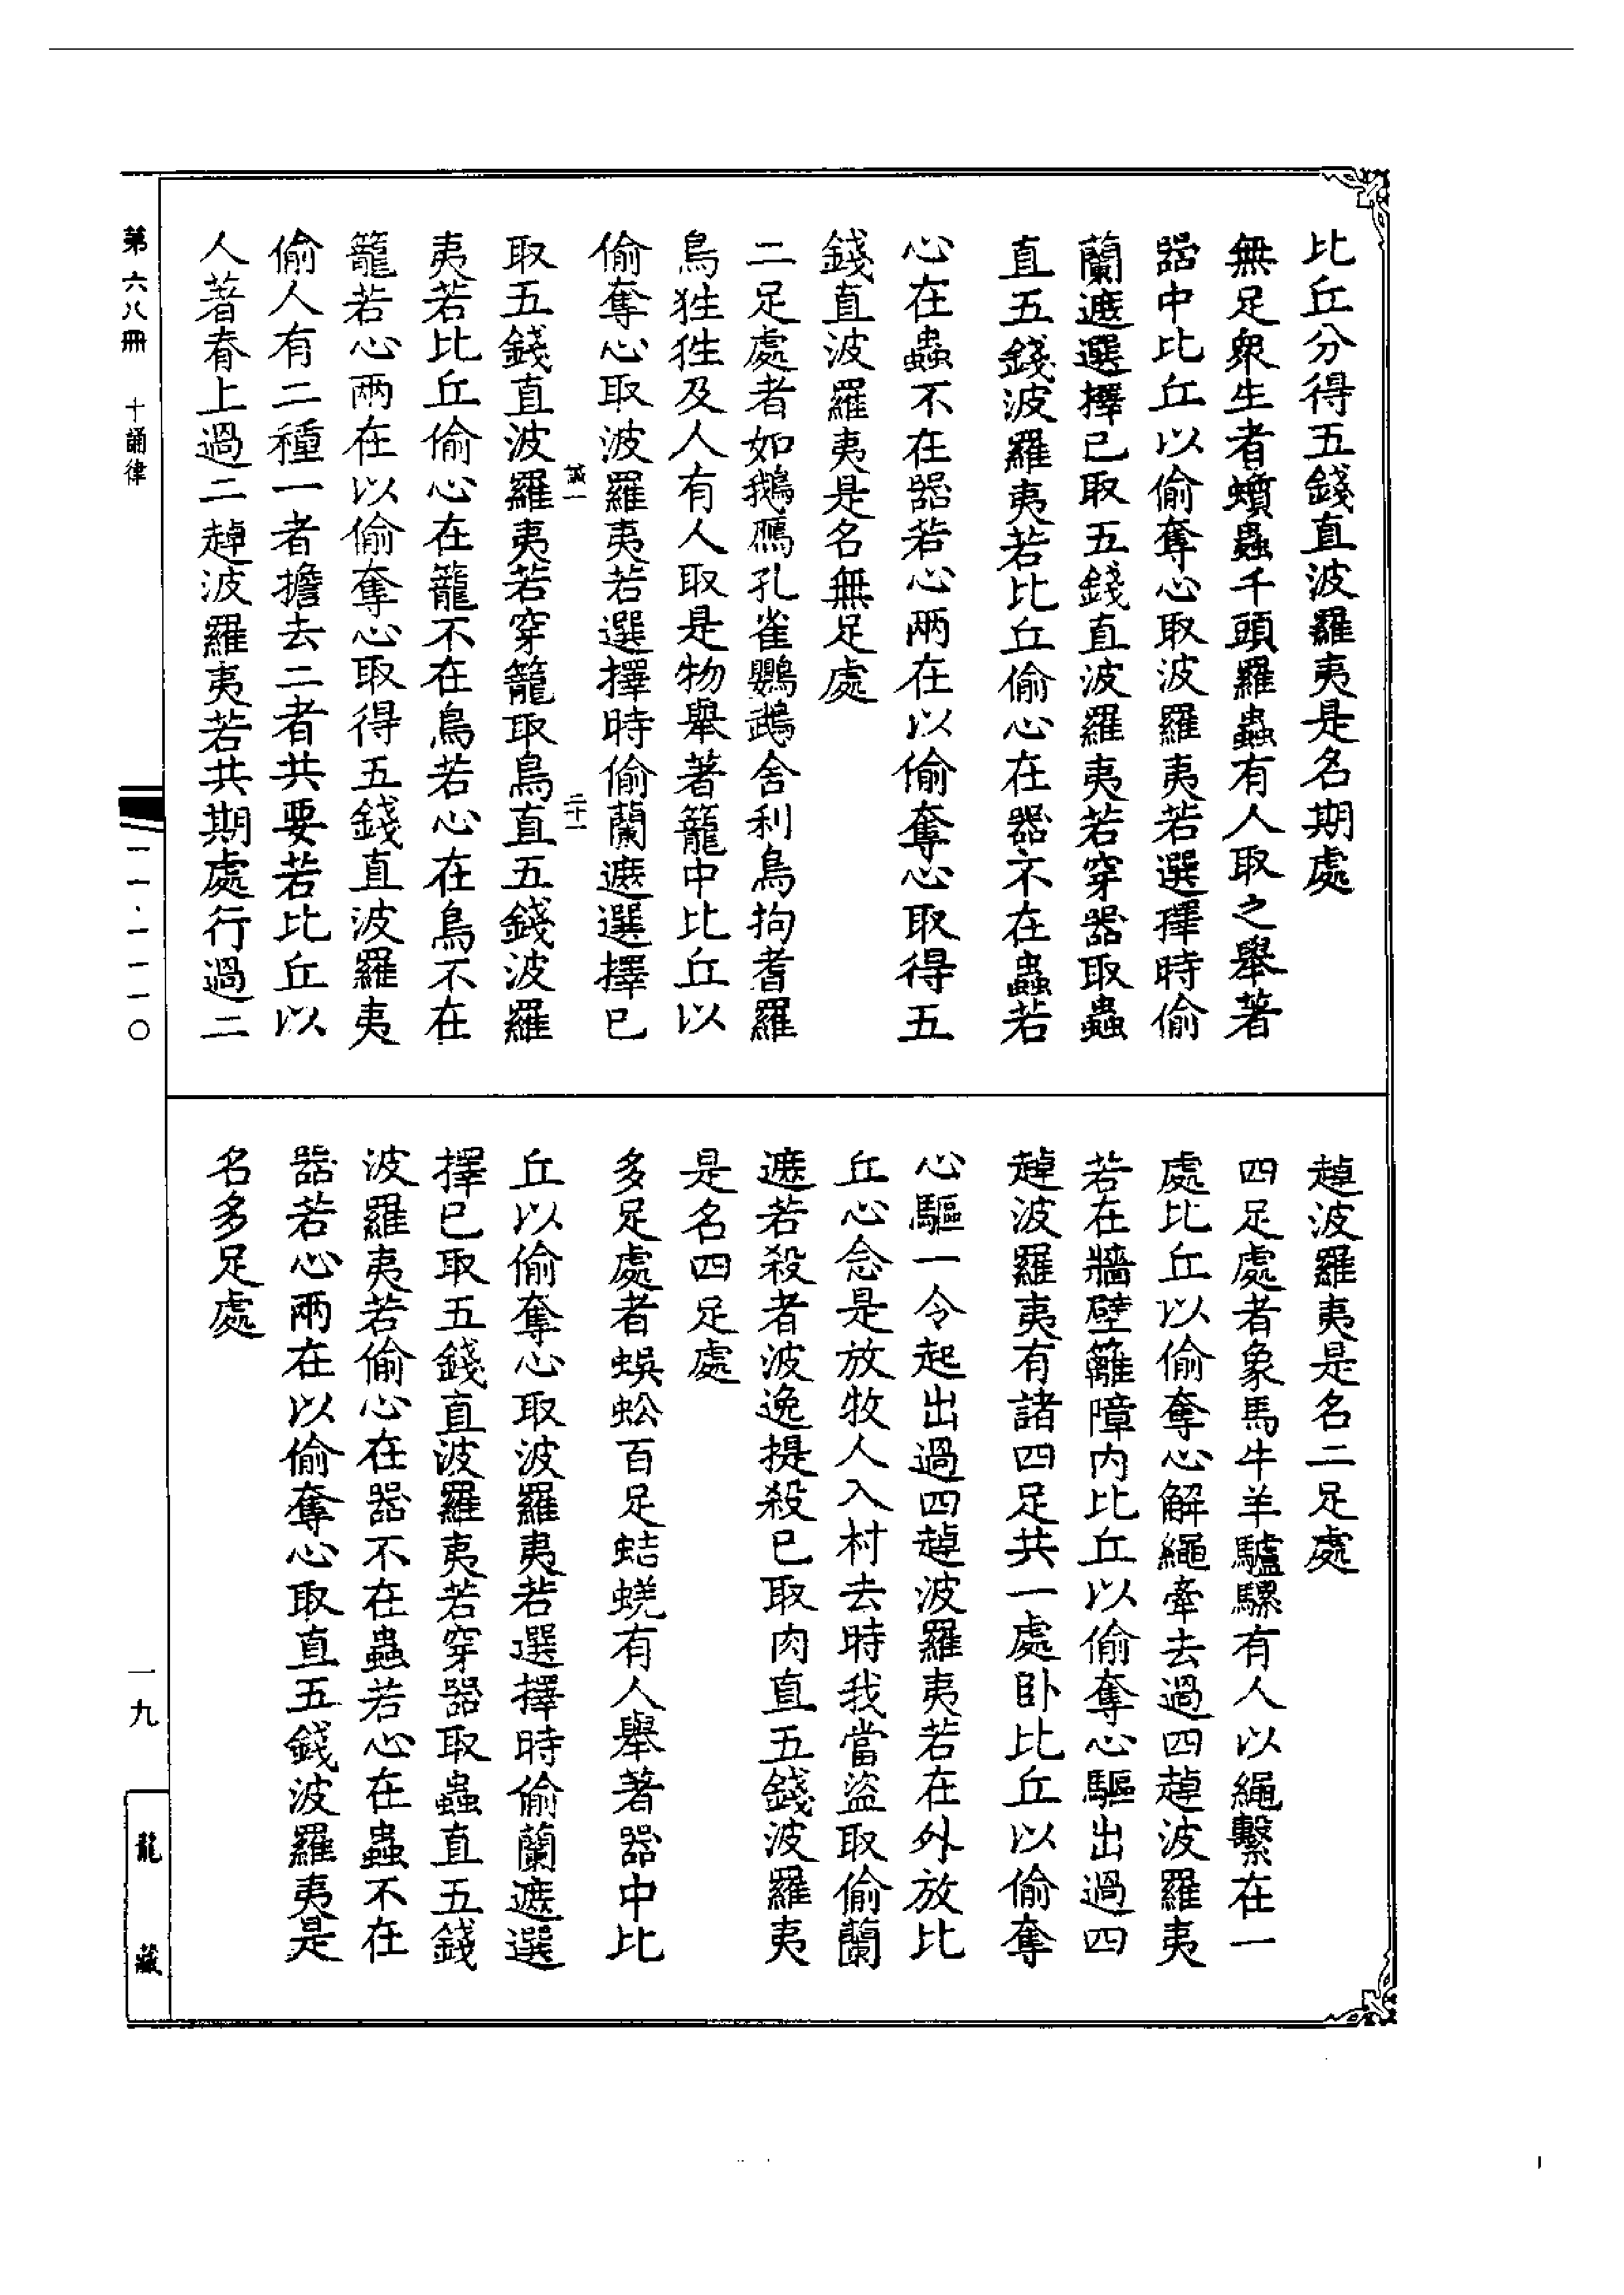 比丘分得五錢直波羅夷是名期處
無足衆生者蟥蟲千頭羅蟲有人取之舉著
器中比丘以偷奪心取波羅夷若選擇時偷
蘭遮選擇已取五錢直波羅夷若穿器取蟲
直五錢波羅夷若比丘偷心在器不在蟲若
心在蟲不在器若心兩在以偷奪心取得五
錢直波羅夷是名無足處
二足處者如鵝鴈孔雀鸚鵡舍利鳥拘耆羅
鳥狌狌及人有人取是物舉著籠中比丘以
偷奪心取波羅夷若選擇時偷蘭遮選擇已
誠一 二十一
取五錢直波羅夷若穿籠取鳥直五錢波羅
夷若比丘偷心在籠不在鳥若心在鳥不在
籠若心兩在以偷奪心取得五錢直波羅夷
偷人有二種一者擔去二者共要若比丘以
人著脊上過二踔波羅夷若共期處行過二
踔波羅夷是名二足處
四足處者象馬牛羊驢騾有人以繩繫在一
處比丘以偷奪心解繩牽去過四踔波羅夷
若在牆壁籬障內比丘以偷奪心驅出過四
踔波羅夷有諸四足共一處卧比丘以偷奪
心驅一令起出過四踔波羅夷若在外放比
丘心念是放牧人入村去時我當盜取偷蘭
遮若殺者波逸提殺已取肉直五錢波羅夷
是名四足處
多足處者蜈蚣百足蛣蜣有人舉著器中比
丘以偷奪心取波羅夷若選擇時偷蘭遮選
擇已取五錢直波羅夷若穿器取蟲直五錢
波羅夷若偷心在器不在蟲若心在蟲不在
器若心兩在以偷奪心取直五錢波羅夷是
名多足處
第六八冊 十誦律
一一·一一一〇
一九
龍藏